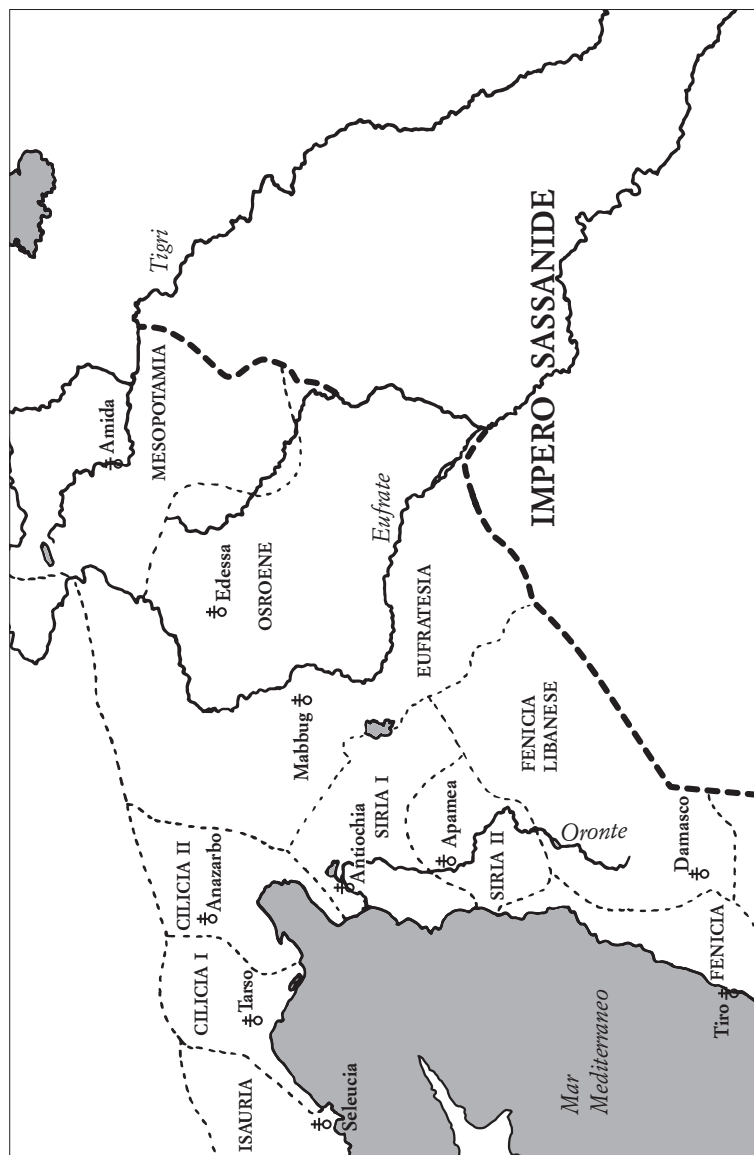 ISAURIA
Seleucia
CILICIA I
Tarso
CILICIA II
Anazarbo
Antiochia
SIRIA I
Apamea
SIRIA II
Oronte
Mar
Mediterraneo
Tiro
FENICIA
Damasco
FENICIA
LIBANESE
Mabbug
EUFRATESIA
Edessa
OSROENE
Eufrate
Amida
MESOPOTAMIA
Tigri
IMPERO SASSANIDE